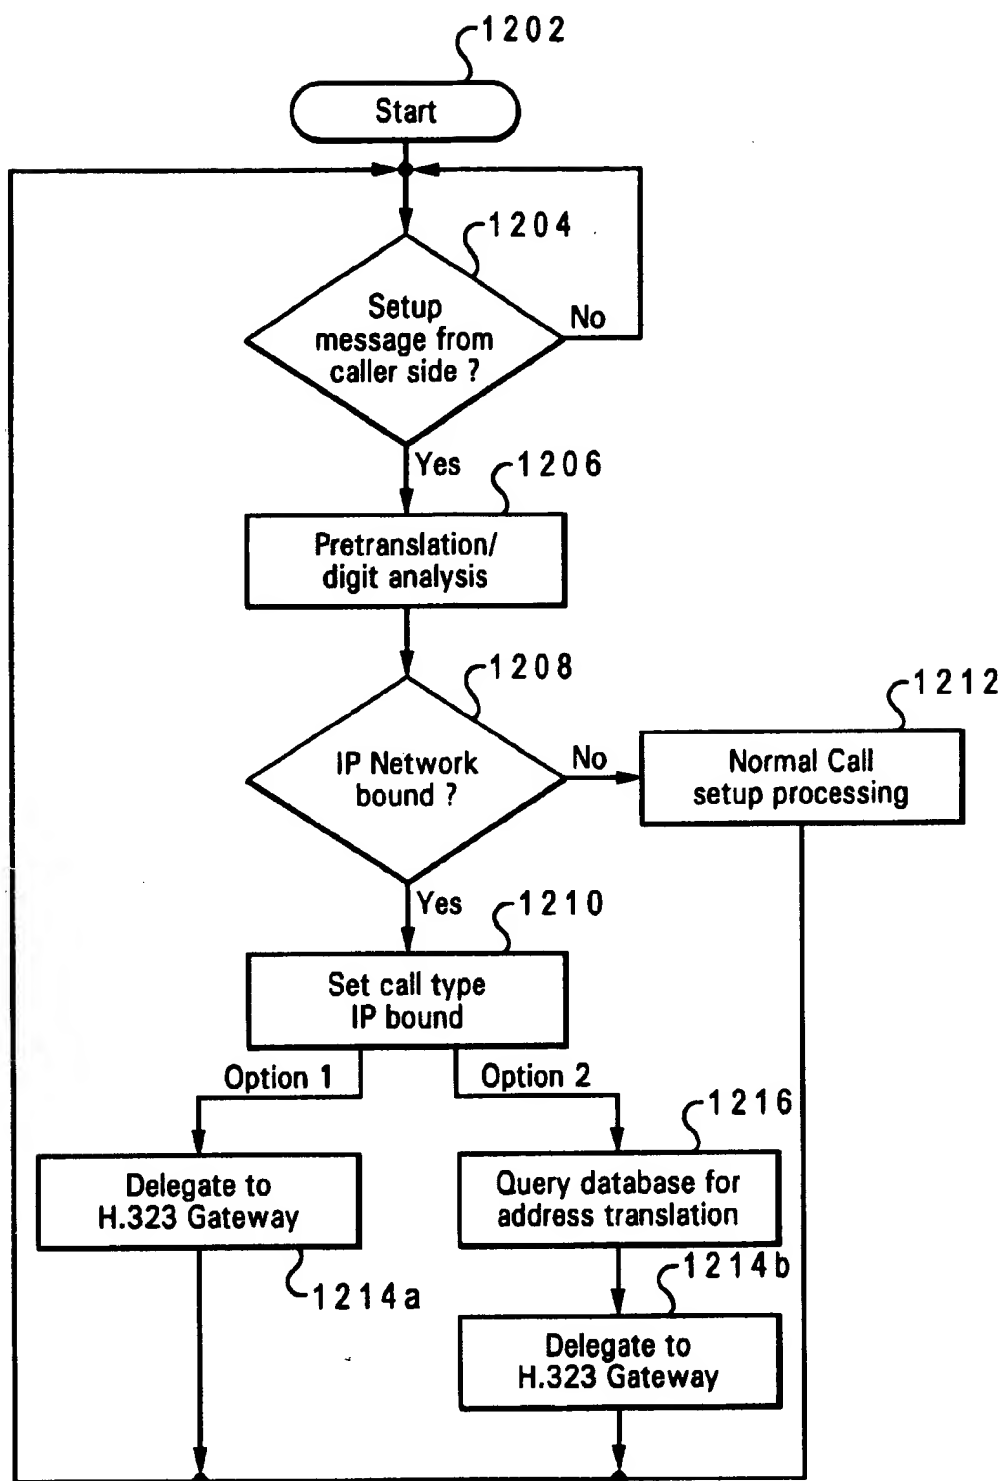 1202
Start
1204
Setup
message from
caller side ?
No
Yes
1206
Pretranslation/
digit analysis
1208
IP Network
bound ?
No
1212
Normal Call
setup processing
Yes
1210
Set call type
IP bound
Option 1
Option 2
1216
Delegate to
H.323 Gateway
1214a
Query database for
address translation
1214b
Delegate to
H.323 Gateway